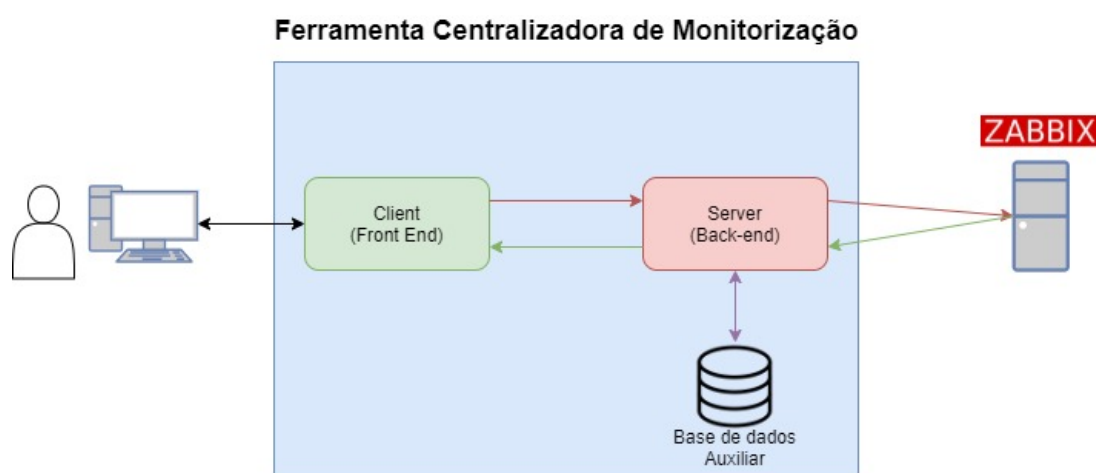 Ferramenta Centralizadora de Monitorização
ZABBIX
Client
(Front End)
Server
(Back-end)
Base de dados
Auxiliar